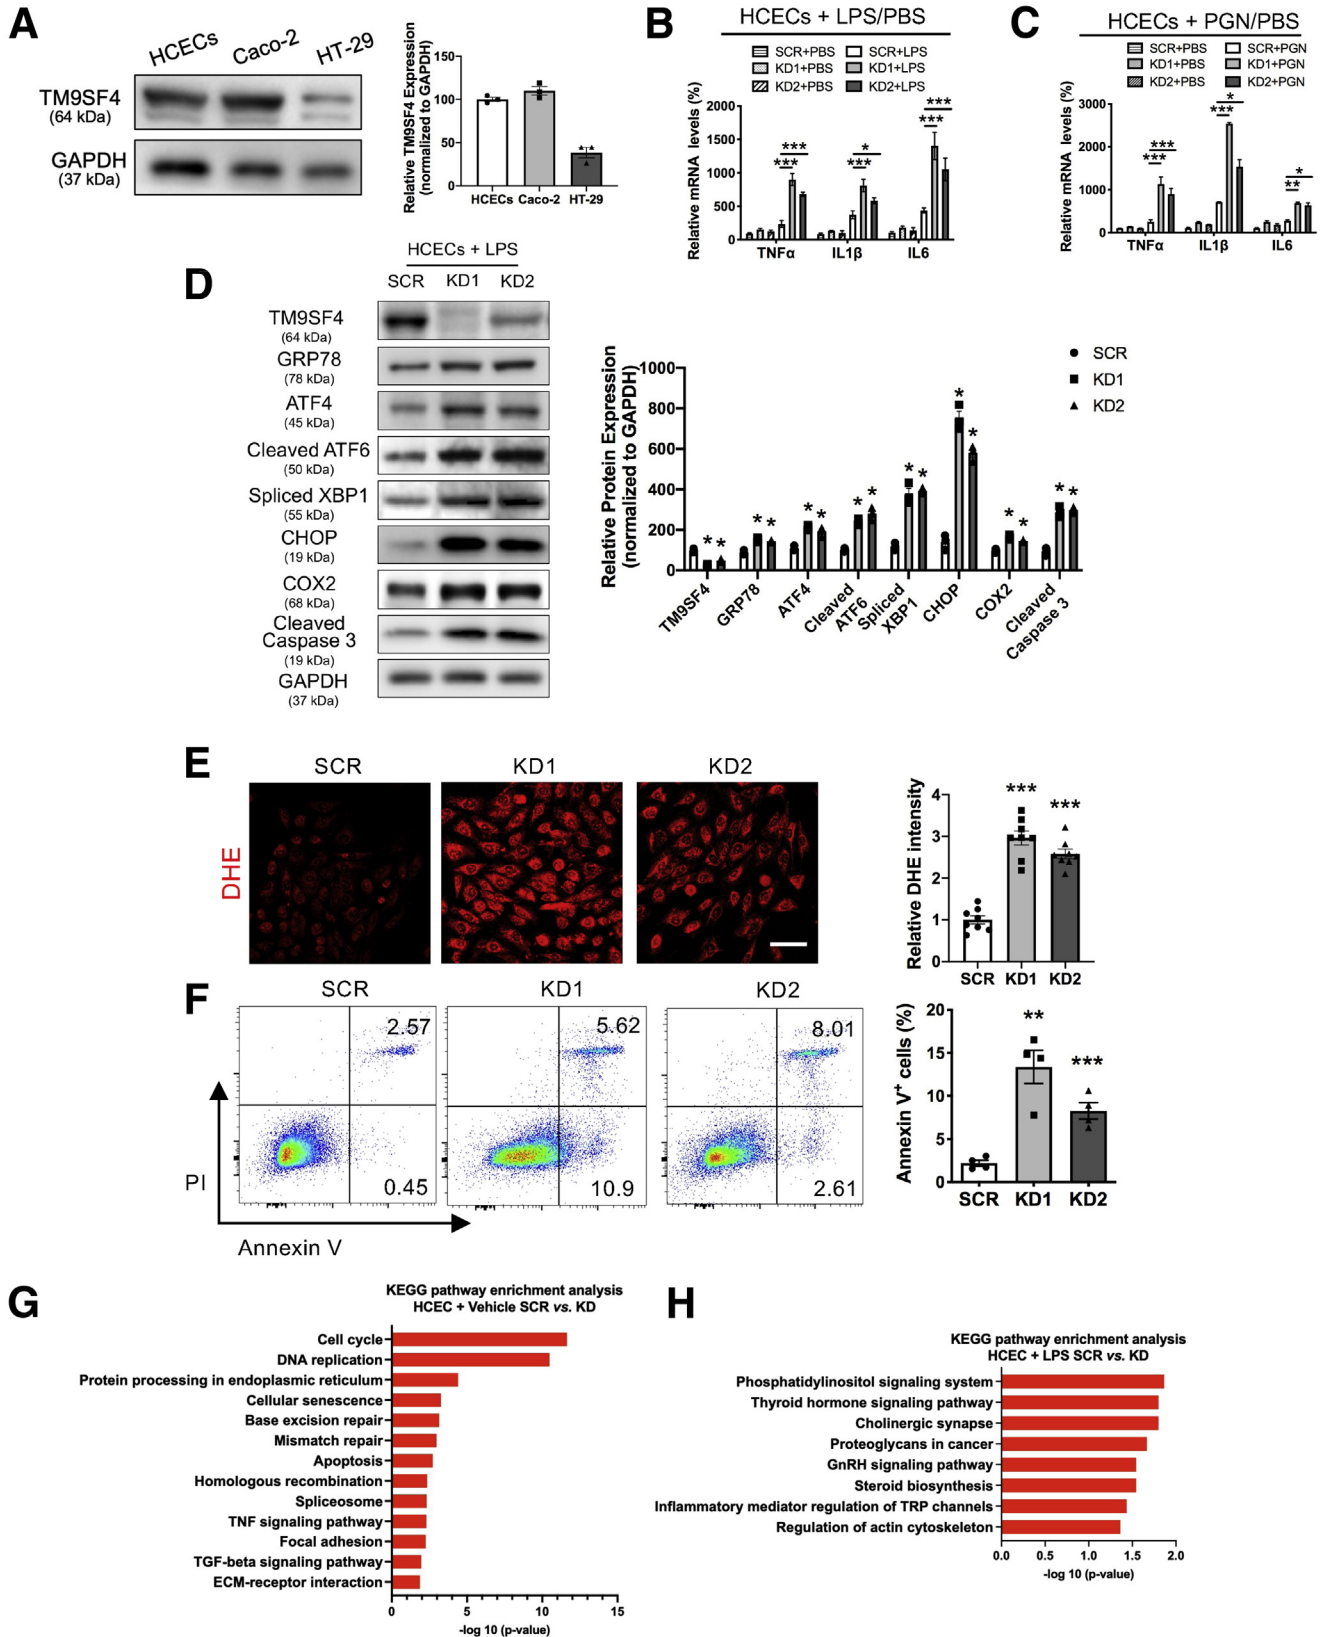 A
HCECs
Caco-2
HT-29
TM9SF4
(64 kDa)
GAPDH
(37 kDa)
Relative TM9SF4 Expression
(normalized to GAPDH)
150
100
50
0
HCECs Caco-2 HT-29
B
HCECs + LPS/PBS
SCR+PBS SCR+LPS
KD1+PBS KD1+LPS
KD2+PBS KD2+LPS
Relative mRNA levels (%)
2000
1500
1000
500
0
*** *** *** * *** ***
TNFα IL1β IL6
C
HCECs + PGN/PBS
SCR+PBS SCR+PGN
KD1+PBS KD1+PGN
KD2+PBS KD2+PGN
Relative mRNA levels (%)
3000
2000
1000
0
*** *** *** * ** *
TNFα IL1β IL6
D
HCECs + LPS
SCR KD1 KD2
TM9SF4
(64 kDa)
GRP78
(78 kDa)
ATF4
(45 kDa)
Cleaved ATF6
(50 kDa)
Spliced XBP1
(55 kDa)
CHOP
(19 kDa)
COX2
(68 kDa)
Cleaved
Caspase 3
(19 kDa)
GAPDH
(37 kDa)
Relative Protein Expression
(normalized to GAPDH)
1000
800
600
400
200
0
* * * * * * * * * * * * * * * *
TM9SF4
GRP78
ATF4
Cleaved
ATF6
Spliced
XBP1
CHOP
COX2
Cleaved
Caspase 3
SCR
KD1
KD2
E
SCR KD1 KD2
DHE
Relative DHE intensity
4
3
2
1
0
*** ***
SCR KD1 KD2
F
SCR KD1 KD2
2.57 5.62 8.01
0.45 10.9 2.61
PI
Annexin V
Annexin V+ cells (%)
20
15
10
5
0
** ***
SCR KD1 KD2
G
KEGG pathway enrichment analysis
HCEC + Vehicle SCR vs. KD
Cell cycle
DNA replication
Protein processing in endoplasmic reticulum
Cellular senescence
Base excision repair
Mismatch repair
Apoptosis
Homologous recombination
Spliceosome
TNF signaling pathway
Focal adhesion
TGF-beta signaling pathway
ECM-receptor interaction
0 5 10 15
-log 10 (p-value)
H
KEGG pathway enrichment analysis
HCEC + LPS SCR vs. KD
Phosphatidylinositol signaling system
Thyroid hormone signaling pathway
Cholinergic synapse
Proteoglycans in cancer
GnRH signaling pathway
Steroid biosynthesis
Inflammatory mediator regulation of TRP channels
Regulation of actin cytoskeleton
0.0 0.5 1.0 1.5 2.0
-log 10 (p-value)